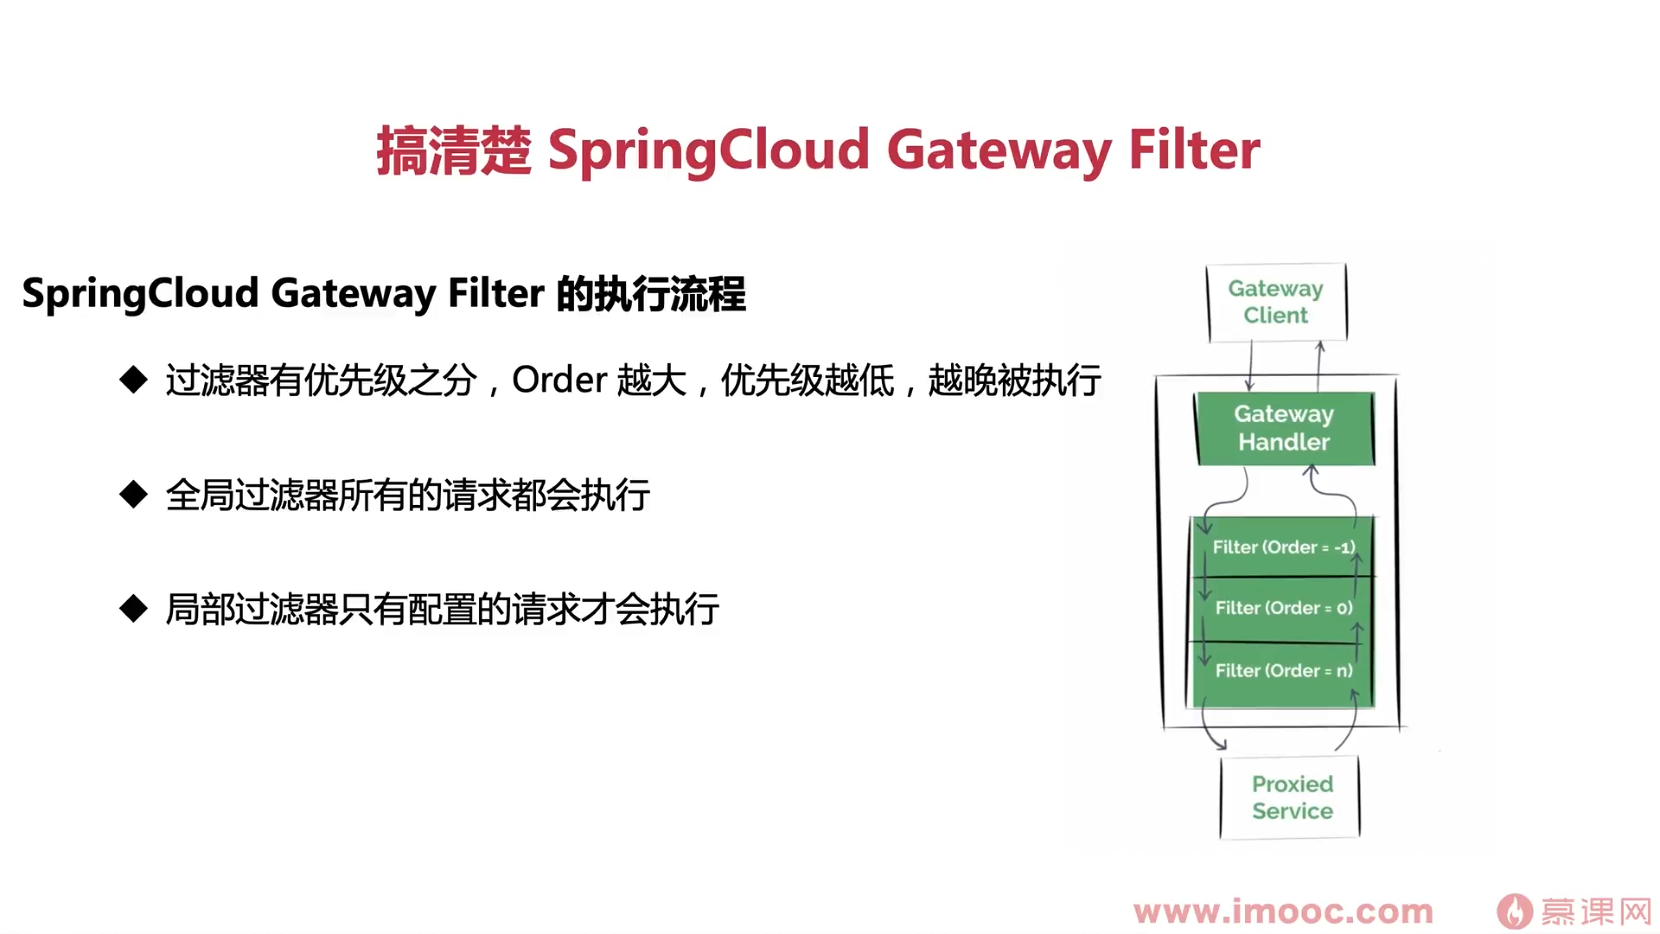 搞清楚 SpringCloud Gateway Filter
SpringCloud Gateway Filter 的执行流程
◆ 过滤器有优先级之分，Order 越大，优先级越低，越晚被执行
◆ 全局过滤器所有的请求都会执行
◆ 局部过滤器只有配置的请求才会执行
Gateway
Client
Gateway
Handler
Filter (Order = -1)
Filter (Order = 0)
Filter (Order = n)
Proxied
Service
www.imooc.com
慕课网